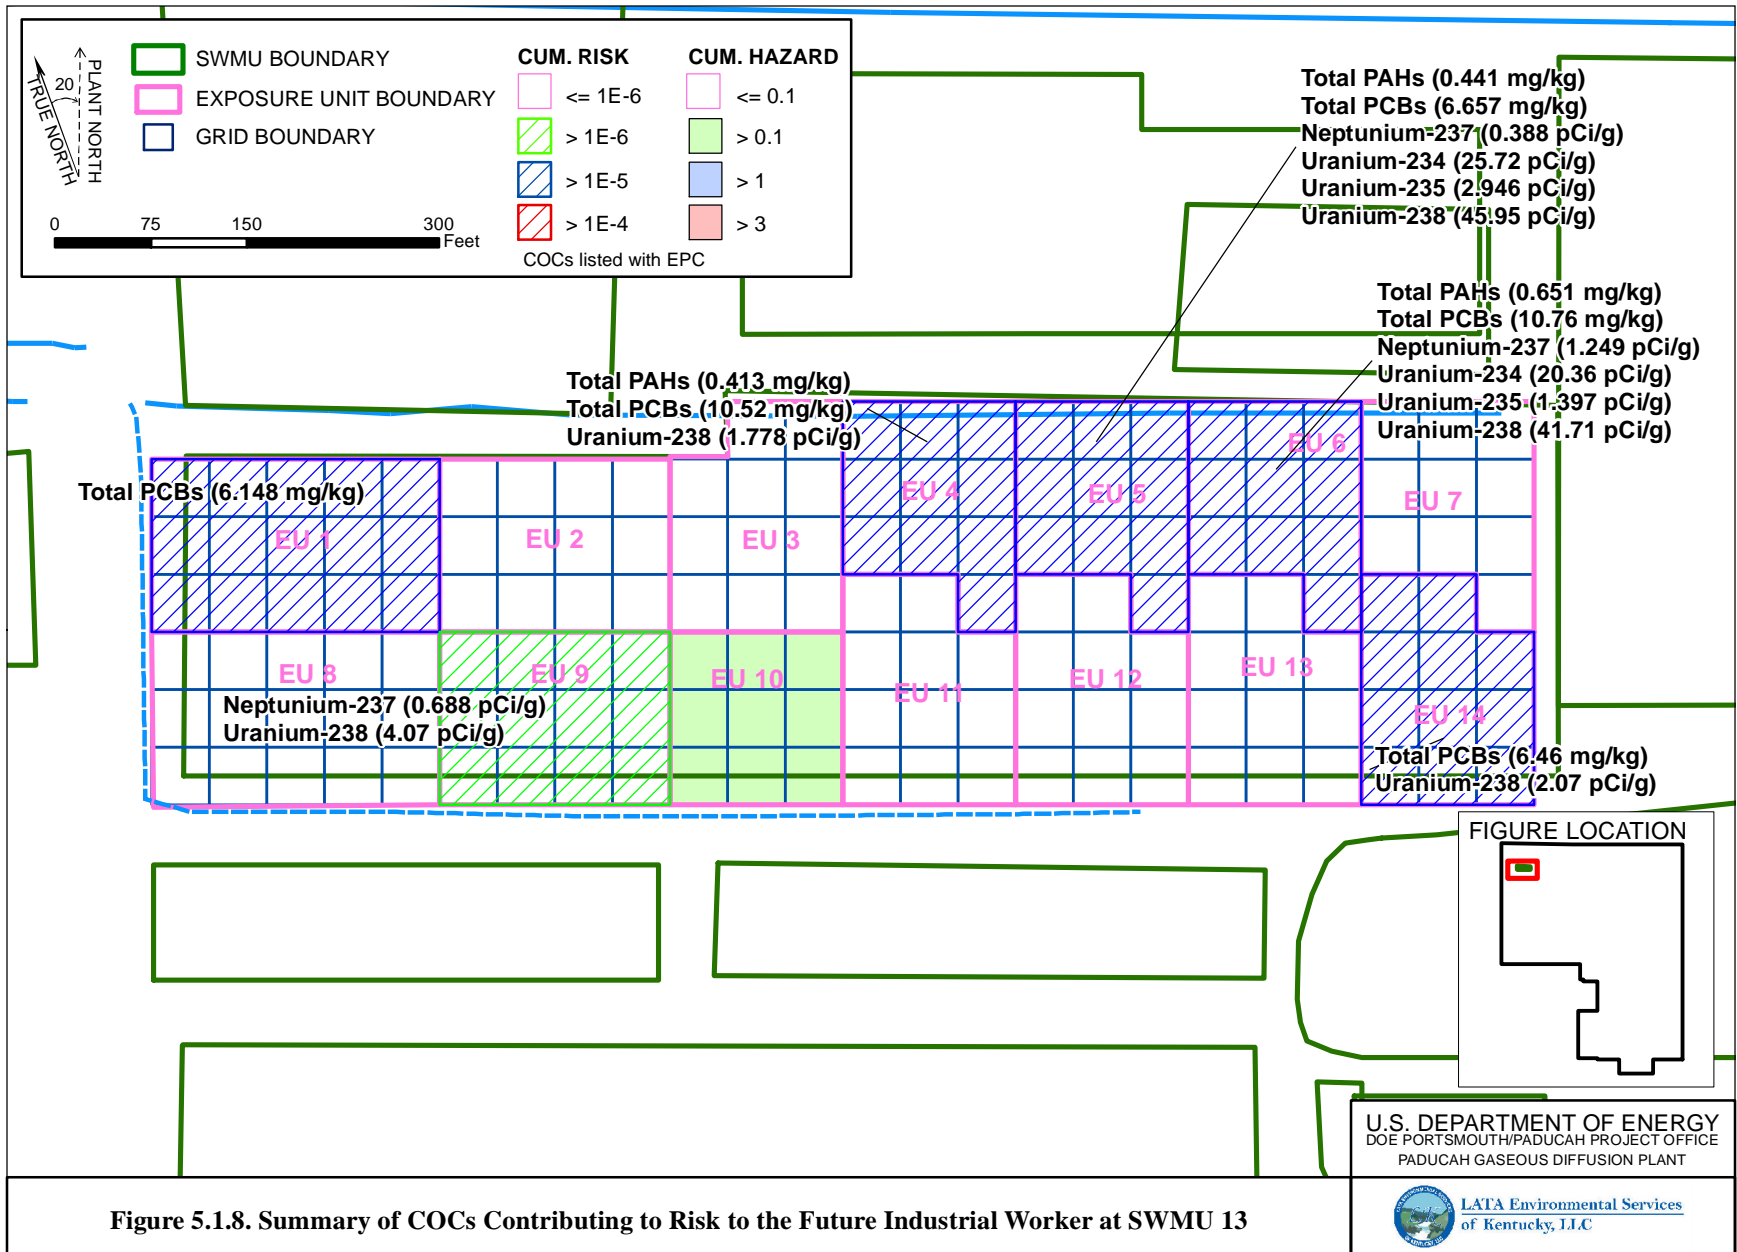 TRUE NORTH
20
PLANT NORTH
SWMU BOUNDARY
EXPOSURE UNIT BOUNDARY
GRID BOUNDARY
0 75 150 300
Feet
CUM. RISK
<= 1E-6
> 1E-6
> 1E-5
> 1E-4
CUM. HAZARD
<= 0.1
> 0.1
> 1
> 3
COCs listed with EPC
Total PAHs (0.441 mg/kg)
Total PCBs (6.657 mg/kg)
Neptunium-237 (0.388 pCi/g)
Uranium-234 (25.72 pCi/g)
Uranium-235 (2.946 pCi/g)
Uranium-238 (45.95 pCi/g)
Total PAHs (0.651 mg/kg)
Total PCBs (10.76 mg/kg)
Neptunium-237 (1.249 pCi/g)
Uranium-234 (20.36 pCi/g)
Uranium-235 (1.397 pCi/g)
Uranium-238 (41.71 pCi/g)
Total PAHs (0.413 mg/kg)
Total PCBs (10.52 mg/kg)
Uranium-238 (1.778 pCi/g)
Total PCBs (6.148 mg/kg)
EU 1
EU 2
EU 3
EU 4
EU 5
EU 6
EU 7
EU 8
EU 9
EU 10
EU 11
EU 12
EU 13
EU 14
Neptunium-237 (0.688 pCi/g)
Uranium-238 (4.07 pCi/g)
Total PCBs (6.46 mg/kg)
Uranium-238 (2.07 pCi/g)
FIGURE LOCATION
U.S. DEPARTMENT OF ENERGY
DOE PORTSMOUTH/PADUCAH PROJECT OFFICE
PADUCAH GASEOUS DIFFUSION PLANT
Figure 5.1.8. Summary of COCs Contributing to Risk to the Future Industrial Worker at SWMU 13
LATA Environmental Services
of Kentucky, LLC